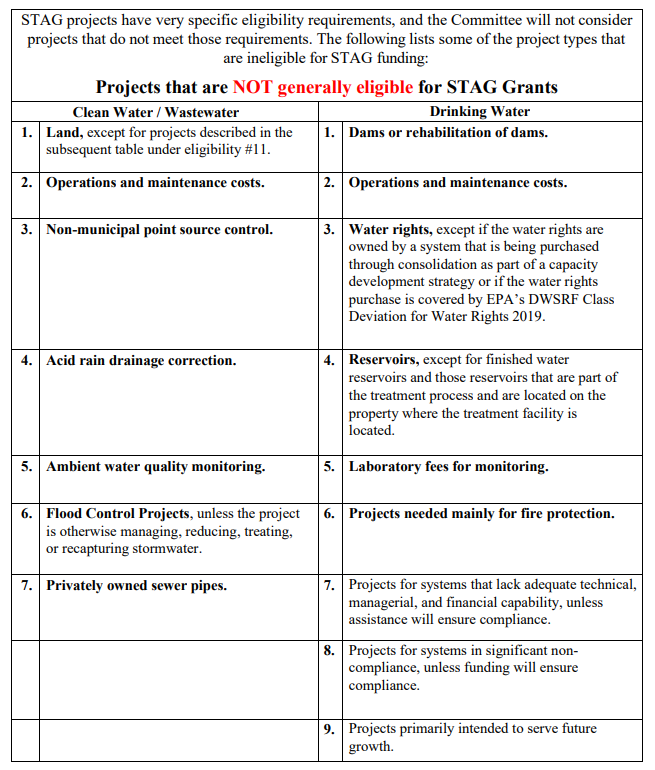 STAG projects have very specific eligibility requirements, and the Committee will not consider
projects that do not meet those requirements. The following lists some of the project types that
are ineligible for STAG funding:
Projects that are NOT generally eligible for STAG Grants
Clean Water / Wastewater
Drinking Water
1. Land, except for projects described in the
subsequent table under eligibility #11.
1. Dams or rehabilitation of dams.
2. Operations and maintenance costs.
2. Operations and maintenance costs.
3. Non-municipal point source control.
3. Water rights, except if the water rights are
owned by a system that is being purchased
through consolidation as part of a capacity
development strategy or if the water rights
purchase is covered by EPA’s DWSRF Class
Deviation for Water Rights 2019.
4. Acid rain drainage correction.
4. Reservoirs, except for finished water
reservoirs and those reservoirs that are part of
the treatment process and are located on the
property where the treatment facility is
located.
5. Ambient water quality monitoring.
5. Laboratory fees for monitoring.
6. Flood Control Projects, unless the project
is otherwise managing, reducing, treating,
or recapturing stormwater.
6. Projects needed mainly for fire protection.
7. Privately owned sewer pipes.
7. Projects for systems that lack adequate technical,
managerial, and financial capability, unless
assistance will ensure compliance.
8. Projects for systems in significant non-
compliance, unless funding will ensure
compliance.
9. Projects primarily intended to serve future
growth.